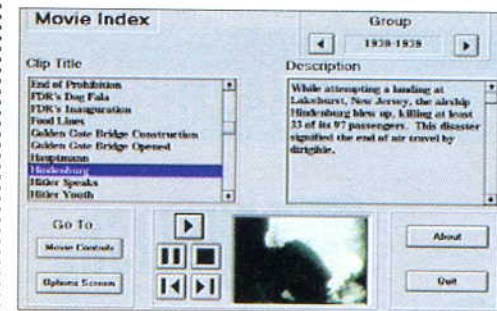 Movie Index
Group
1930-1939
Clip Title
End of Prohibition
FDR's Dog Fala
FDR's Inauguration
Food Lines
Golden Gate Bridge Construction
Golden Gate Bridge Opened
Hauptmann
Hindenburg
Hitler Speaks
Hitler Youth
Description
While attempting a landing at
Lakehurst, New Jersey, the airship
Hindenburg blew up, killing at least
33 of its 97 passengers. This disaster
signified the end of air travel by
dirigible.
Go To
Movie Controls
Options Screen
About
Quit